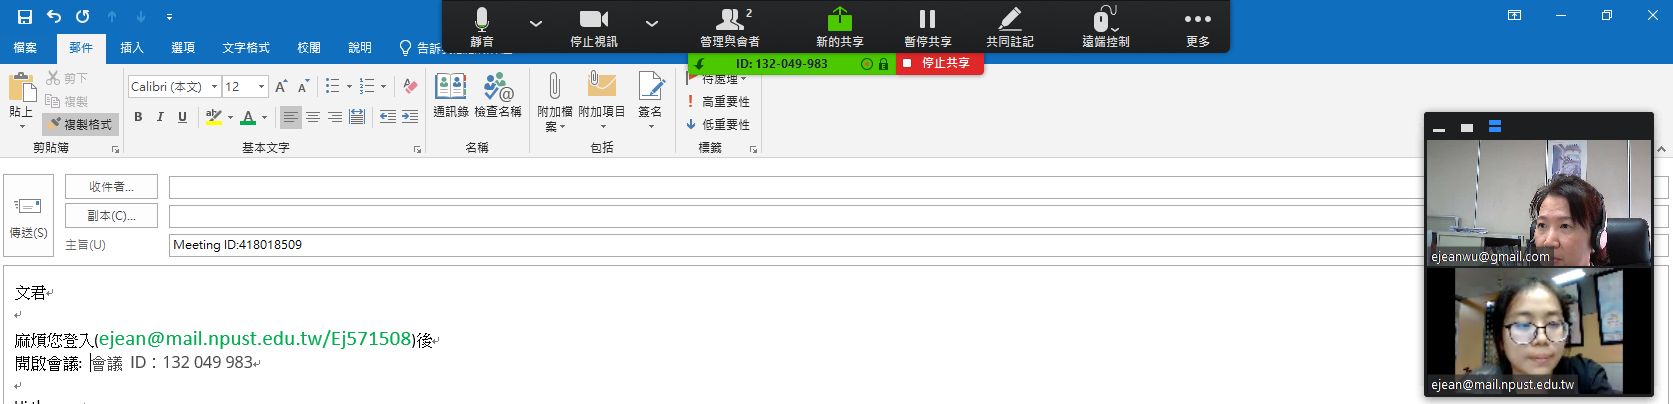 2
靜音
停止視訊
管理與會者
新的共享
暫停共享
共同註記
遠端控制
更多
ID: 132-049-983
停止共享
檔案
郵件
插入
選項
文字格式
校閱
說明
告訴
貼上
剪下
複製
複製格式
剪貼簿
Calibri (本文)
12
B I U
A A
基本文字
通訊錄
檢查名稱
名稱
附加檔案
附加項目
簽名
包括
待處理
高重要性
低重要性
標籤
傳送(S)
收件者...
副本(C)...
主旨(U)
Meeting ID:418018509
文君
麻煩您登入(ejean@mail.npust.edu.tw/Ej571508)後
開啟會議: 會議 ID：132 049 983
ejeanwu@gmail.com
ejean@mail.npust.edu.tw